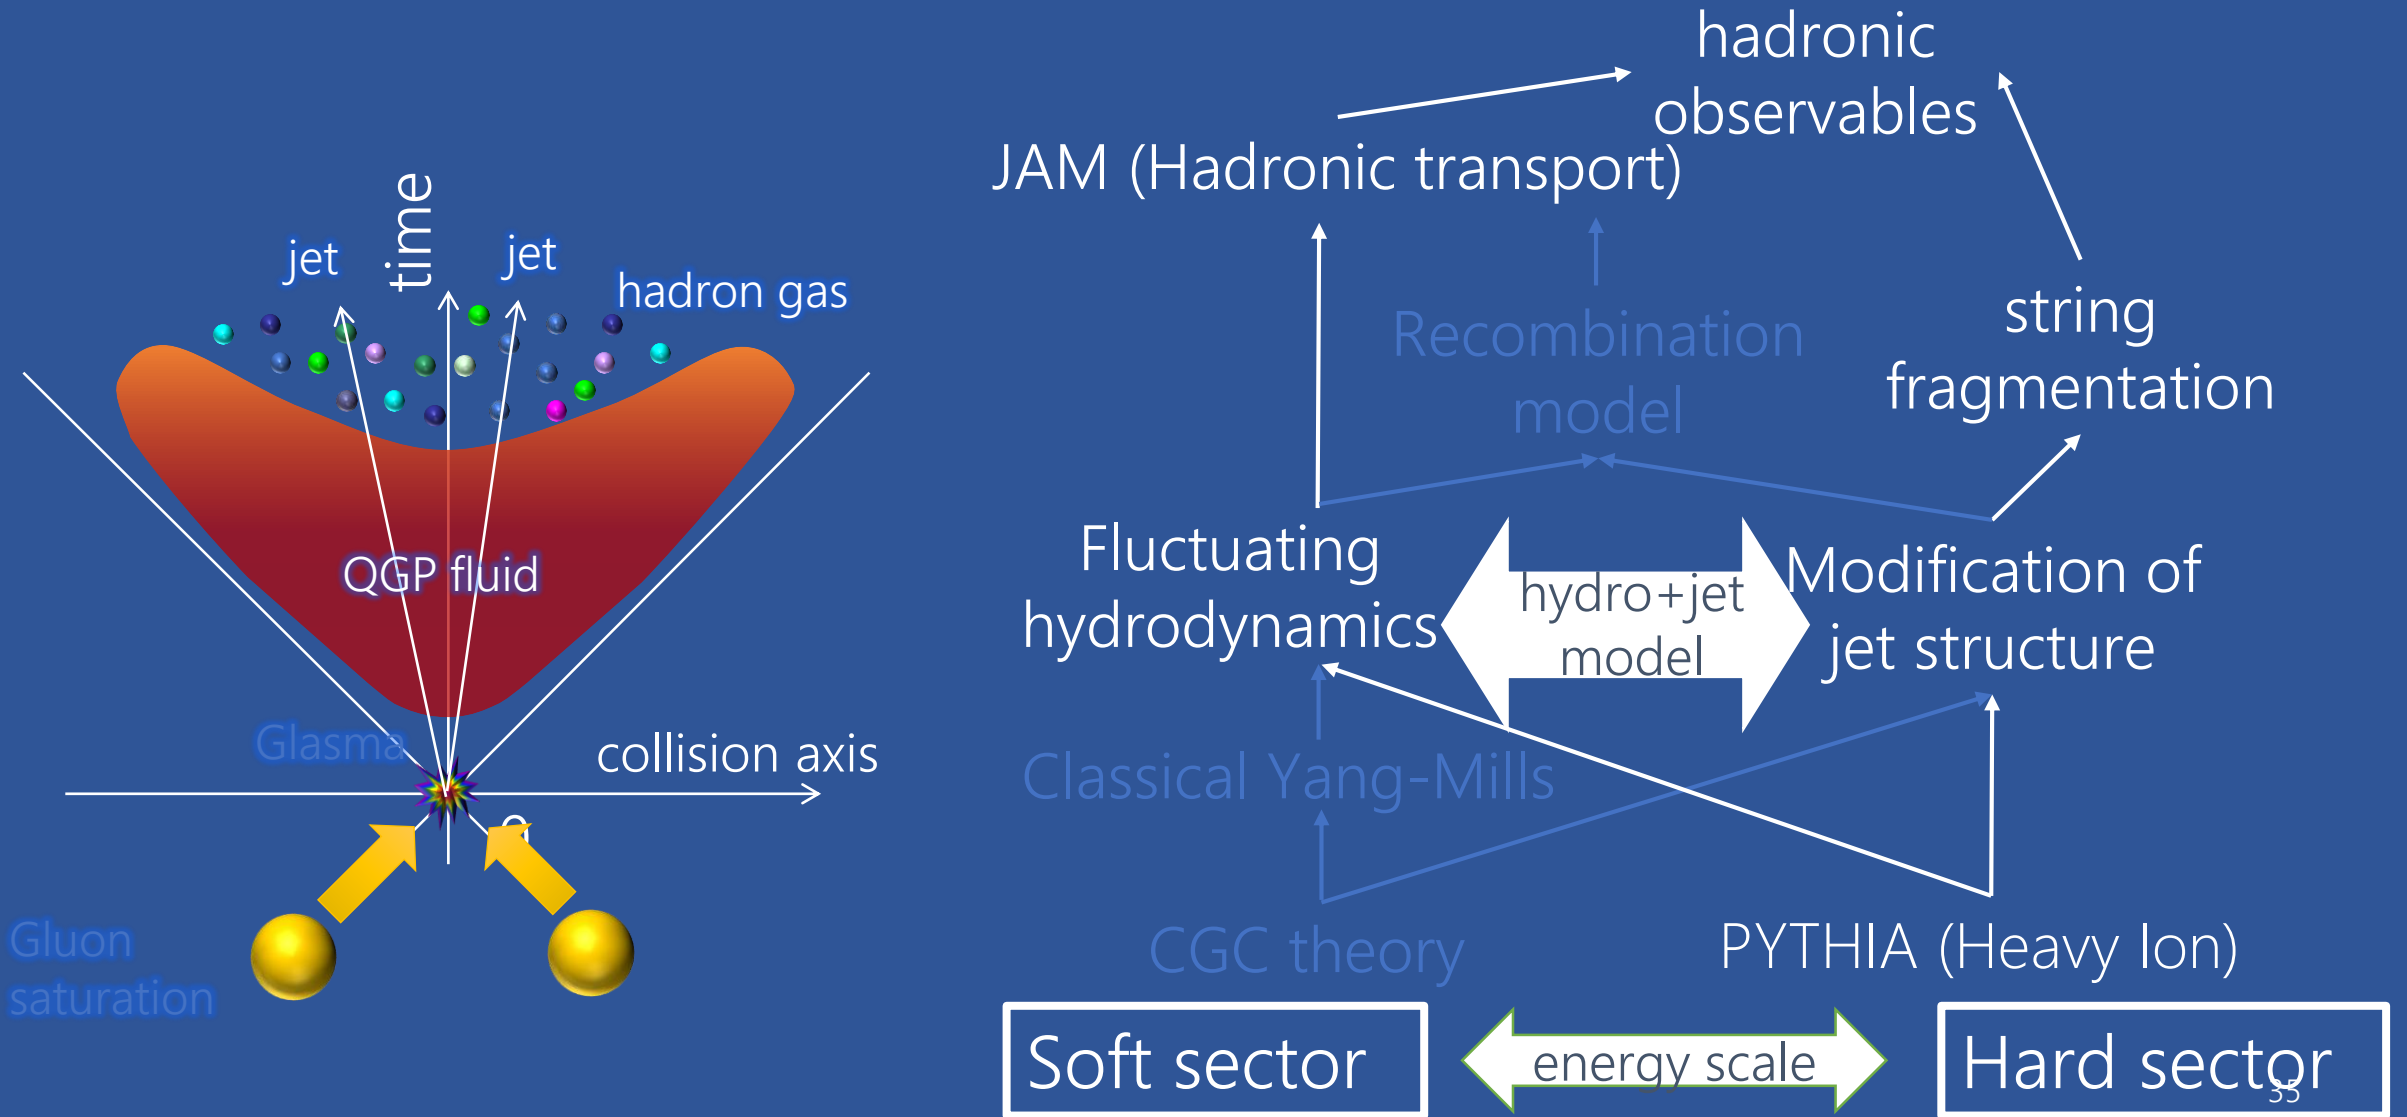 time
jet
jet
hadron gas
QGP fluid
Glasma
collision axis
0
Gluon
saturation
hadronic
observables
JAM (Hadronic transport)
Recombination
model
string
fragmentation
Fluctuating
hydrodynamics
hydro+jet
model
Modification of
jet structure
Classical Yang-Mills
CGC theory
PYTHIA (Heavy Ion)
Soft sector
energy scale
Hard sector
35